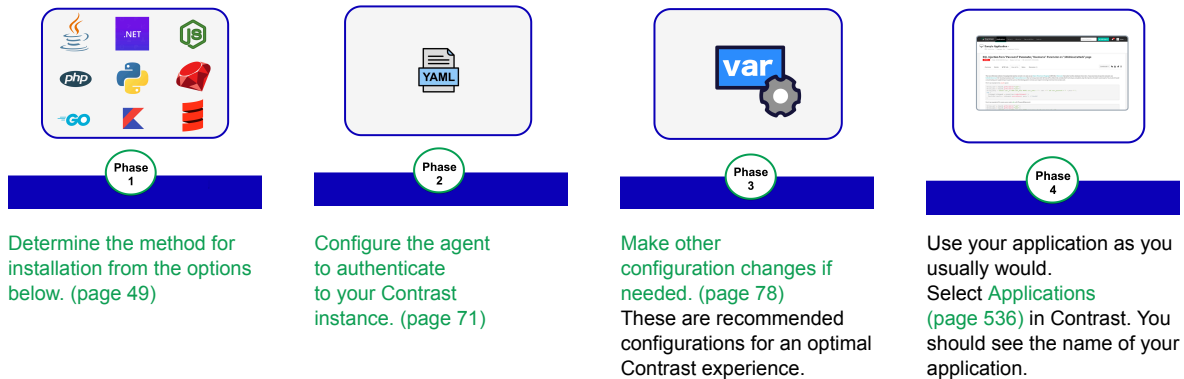 .NET
JS
php
GO
YAML
var
Phase
1
Phase
2
Phase
3
Phase
4
Determine the method for
installation from the options
below. (page 49)
Configure the agent
to authenticate
to your Contrast
instance. (page 71)
Make other
configuration changes if
needed. (page 78)
These are recommended
configurations for an optimal
Contrast experience.
Use your application as you
usually would.
Select Applications
(page 536) in Contrast. You
should see the name of your
application.